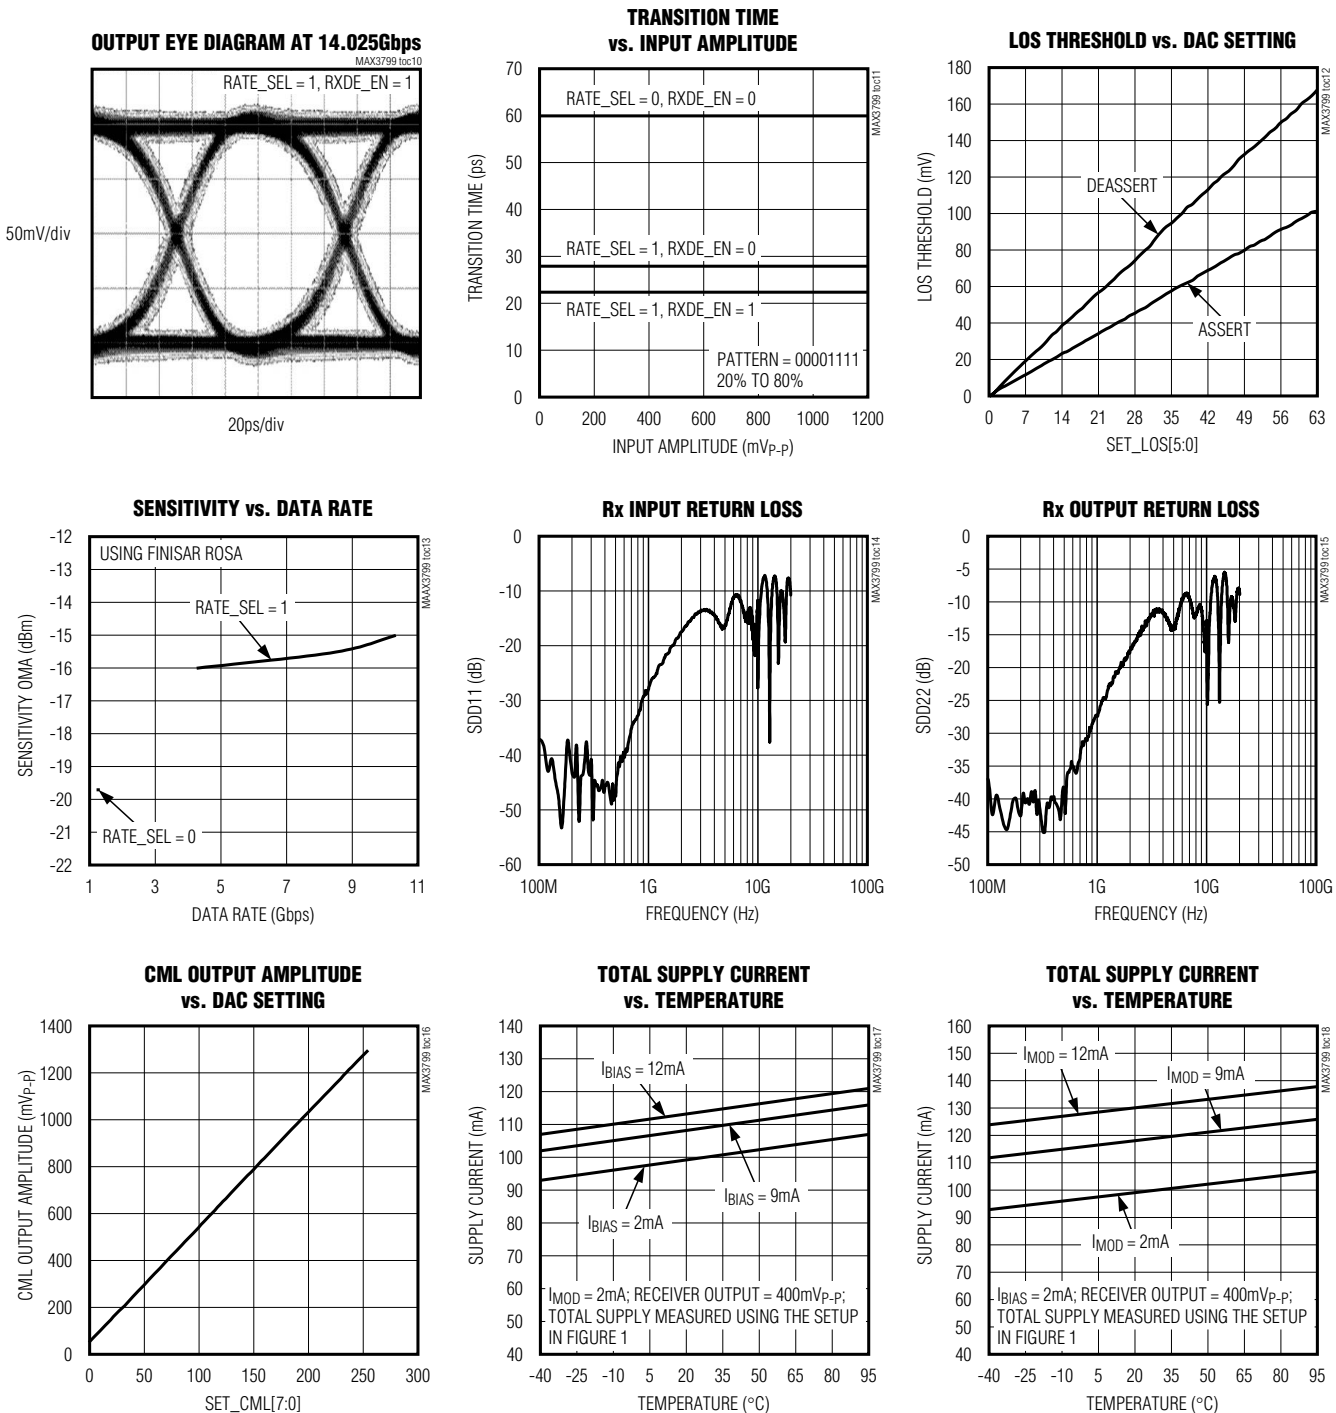 OUTPUT EYE DIAGRAM AT 14.025Gbps
MAX3799 toc10
RATE_SEL = 1, RXDE_EN = 1
50mV/div
20ps/div
TRANSITION TIME
vs. INPUT AMPLITUDE
MAX3799 toc11
TRANSITION TIME (ps)
70
60
50
40
30
20
10
0
RATE_SEL = 0, RXDE_EN = 0
RATE_SEL = 1, RXDE_EN = 0
RATE_SEL = 1, RXDE_EN = 1
PATTERN = 00001111
20% TO 80%
0 200 400 600 800 1000 1200
INPUT AMPLITUDE (mVP-P)
LOS THRESHOLD vs. DAC SETTING
MAX3799 toc12
LOS THRESHOLD (mV)
180
160
140
120
100
80
60
40
20
0
DEASSERT
ASSERT
0 7 14 21 28 35 42 49 56 63
SET_LOS[5:0]
SENSITIVITY vs. DATA RATE
MAAX3799 toc13
SENSITIVITY OMA (dBm)
-12
-13
-14
-15
-16
-17
-18
-19
-20
-21
-22
USING FINISAR ROSA
RATE_SEL = 1
RATE_SEL = 0
1 3 5 7 9 11
DATA RATE (Gbps)
Rx INPUT RETURN LOSS
MAX3799 toc14
SDD11 (dB)
0
-10
-20
-30
-40
-50
-60
100M 1G 10G 100G
FREQUENCY (Hz)
Rx OUTPUT RETURN LOSS
MAX3799 toc15
SDD22 (dB)
0
-5
-10
-15
-20
-25
-30
-35
-40
-45
-50
100M 1G 10G 100G
FREQUENCY (Hz)
CML OUTPUT AMPLITUDE
vs. DAC SETTING
MAX3799 toc16
CML OUTPUT AMPLITUDE (mVP-P)
1400
1200
1000
800
600
400
200
0
0 50 100 150 200 250 300
SET_CML[7:0]
TOTAL SUPPLY CURRENT
vs. TEMPERATURE
MAX3799 toc17
SUPPLY CURRENT (mA)
140
130
120
110
100
90
80
70
60
50
40
IBIAS = 12mA
IBIAS = 9mA
IBIAS = 2mA
IMOD = 2mA; RECEIVER OUTPUT = 400mVP-P;
TOTAL SUPPLY MEASURED USING THE SETUP
IN FIGURE 1
-40 -25 -10 5 20 35 50 65 80 95
TEMPERATURE (°C)
TOTAL SUPPLY CURRENT
vs. TEMPERATURE
MAX3799 toc18
SUPPLY CURRENT (mA)
160
150
140
130
120
110
100
90
80
70
60
50
40
IMOD = 12mA
IMOD = 9mA
IMOD = 2mA
IBIAS = 2mA; RECEIVER OUTPUT = 400mVP-P;
TOTAL SUPPLY MEASURED USING THE SETUP
IN FIGURE 1
-40 -25 -10 5 20 35 50 65 80 95
TEMPERATURE (°C)